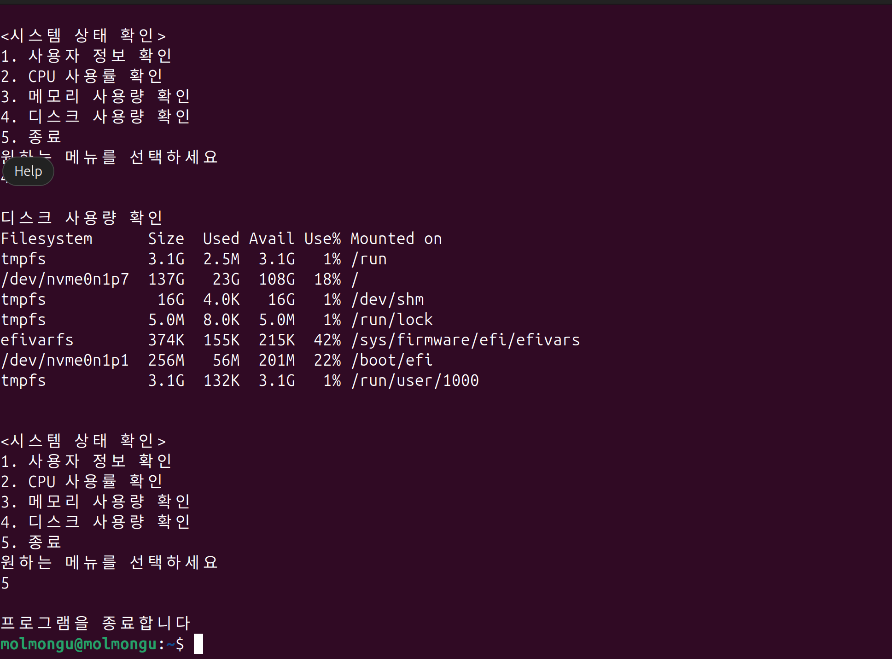 <시스템 상태 확인>
1. 사용자 정보 확인
2. CPU 사용률 확인
3. 메모리 사용량 확인
4. 디스크 사용량 확인
5. 종료
원하는 메뉴를 선택하세요
Help
디스크 사용량 확인
Filesystem      Size  Used Avail Use% Mounted on
tmpfs           3.1G  2.5M  3.1G   1% /run
/dev/nvme0n1p7  137G   23G  108G  18% /
tmpfs            16G  4.0K   16G   1% /dev/shm
tmpfs           5.0M  8.0K  5.0M   1% /run/lock
efivarfs        374K  155K  215K  42% /sys/firmware/efi/efivars
/dev/nvme0n1p1  256M   56M  201M  22% /boot/efi
tmpfs           3.1G  132K  3.1G   1% /run/user/1000
<시스템 상태 확인>
1. 사용자 정보 확인
2. CPU 사용률 확인
3. 메모리 사용량 확인
4. 디스크 사용량 확인
5. 종료
원하는 메뉴를 선택하세요
5
프로그램을 종료합니다
molmongu@molmongu:~$